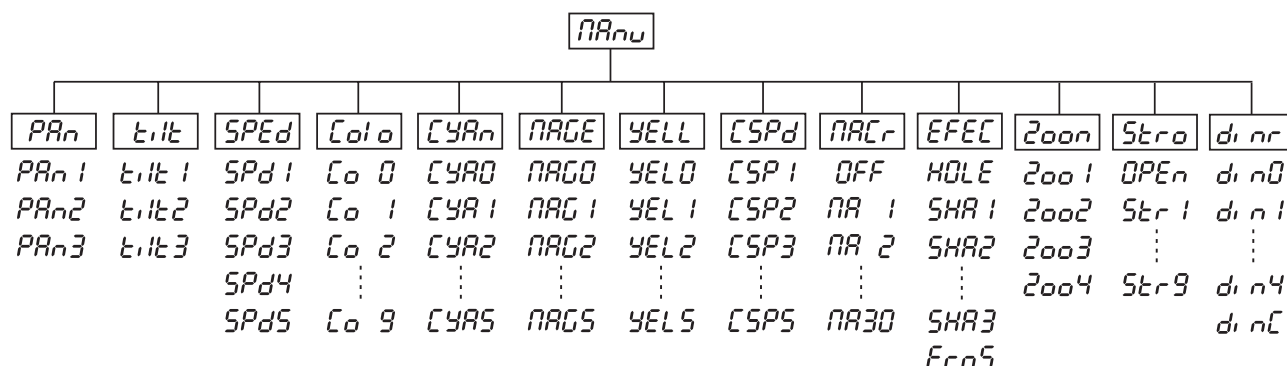 MAnu
PAn tilt SPEd Colo CYAn MAGE YELL CSPd MACr EFEC Zoon Stro dinr
PAn1 tilt1 SPd1 Co 0 CYA0 MAG0 YEL0 CSP1 OFF HOLE Zoo1 OPEn din0
PAn2 tilt2 SPd2 Co 1 CYA1 MAG1 YEL1 CSP2 MA 1 SHA1 Zoo2 Str1 din1
PAn3 tilt3 SPd3 Co 2 CYA2 MAG2 YEL2 CSP3 MA 2 SHA2 Zoo3
SPd4 Zoo4 Str9 din4
SPd5 Co 9 CYA5 MAG5 YEL5 CSP5 MA30 SHA3 dinC